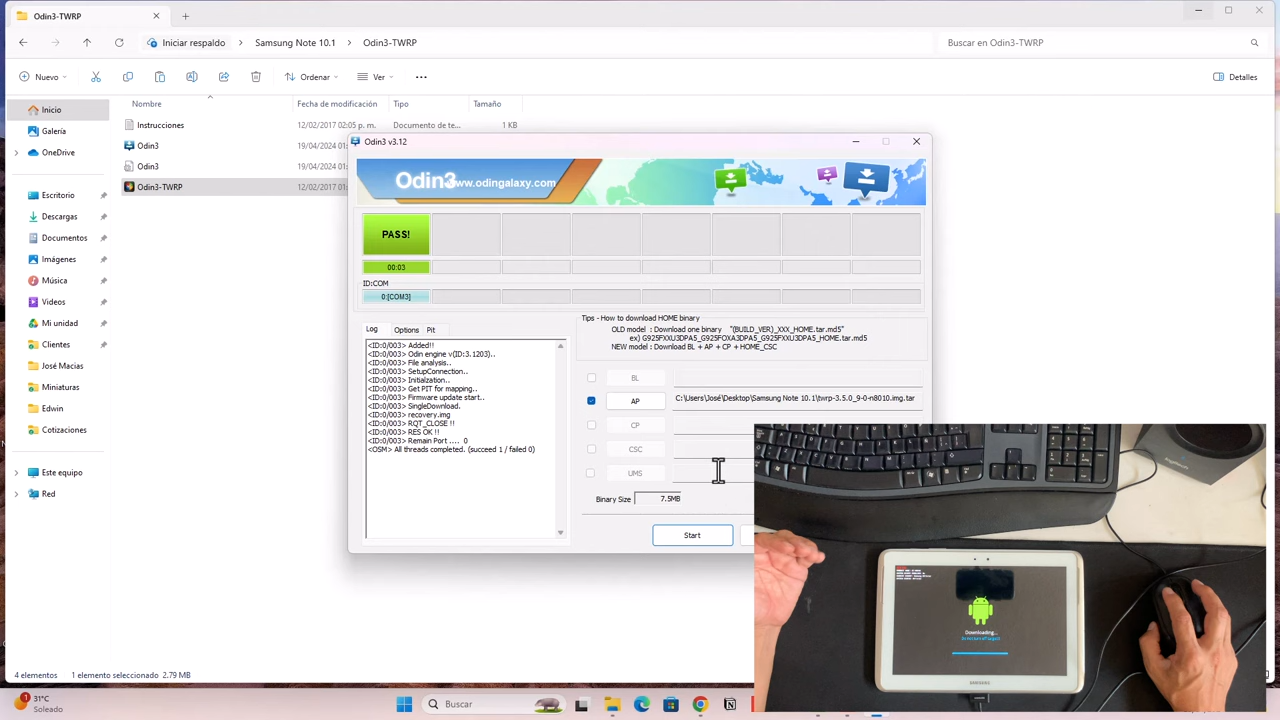 Odin3-TWRP
Iniciar respaldo
Samsung Note 10.1
Odin3-TWRP
Buscar en Odin3-TWRP
Nuevo
Ordenar
Ver
Detalles
Nombre
Fecha de modificación
Tipo
Tamaño
Inicio
Galería
OneDrive
Escritorio
Descargas
Documentos
Imágenes
Música
Videos
Mi unidad
Clientes
José Macias
Miniaturas
Edwin
Cotizaciones
Este equipo
Red
Instrucciones
12/02/2017 02:05 p. m.
Documento de te...
1 KB
Odin3
19/04/2024 01:
Odin3
19/04/2024 01:
Odin3-TWRP
12/02/2017 01:
Odin3 v3.12
Odin3
www.odingalaxy.com
PASS!
00:03
ID:COM
0:[COM3]
Log
Options
Pit
<ID:0/003> Added!!
<ID:0/003> Odin engine v(ID:3.1203)..
<ID:0/003> File analysis..
<ID:0/003> SetupConnection..
<ID:0/003> Initialzation..
<ID:0/003> Get PIT for mapping..
<ID:0/003> Firmware update start..
<ID:0/003> SingleDownload.
<ID:0/003> recovery.img
<ID:0/003> RQT_CLOSE !!
<ID:0/003> RES OK !!
<ID:0/003> Remain Port .... 0
<OSM> All threads completed. (succeed 1 / failed 0)
Tips - How to download HOME binary
OLD model : Download one binary "(BUILD_VER)_XXX_HOME.tar.md5"
ex) G925FXXU3DPA5_G925FOXA3DPA5_G925FXXU3DPA5_HOME.tar.md5
NEW model : Download BL + AP + CP + HOME_CSC
BL
AP
C:\Users\José\Desktop\Samsung Note 10.1\twrp-3.5.0_9-0-n8010.img.tar
CP
CSC
UMS
Binary Size
7.5MB
Start
Downloading...
Do not turn off target!!
SAMSUNG
4 elementos
1 elemento seleccionado 2.79 MB
1
31°C
Soleado
Buscar